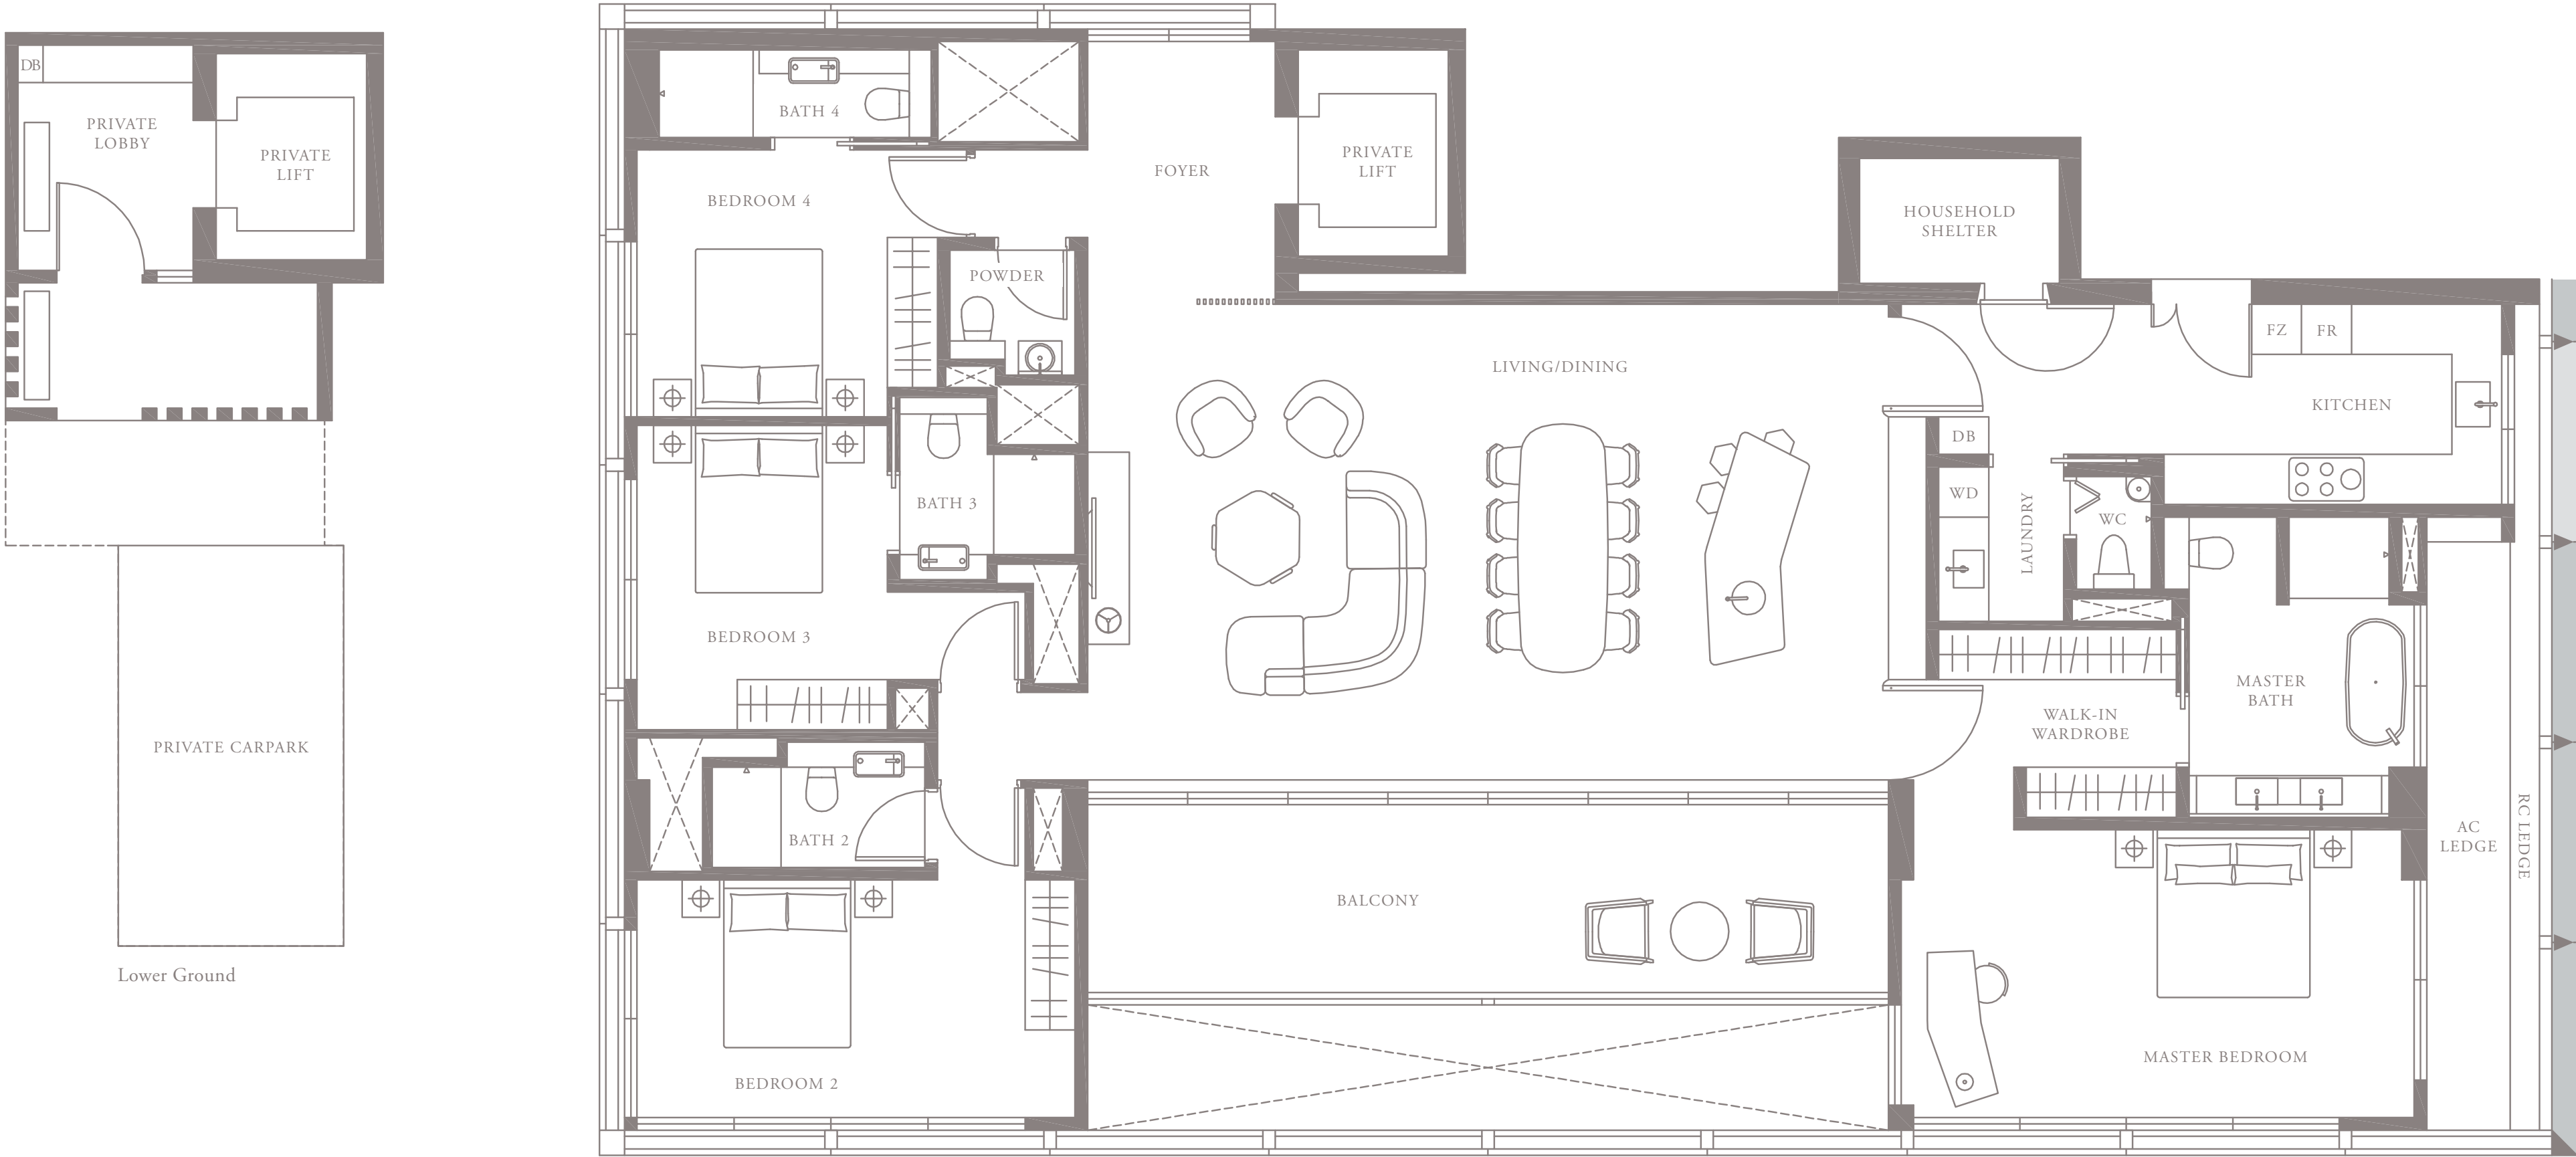 DB
PRIVATE
LOBBY
PRIVATE
LIFT
PRIVATE CARPARK
Lower Ground
BATH 4
FOYER
PRIVATE
LIFT
BEDROOM 4
POWDER
HOUSEHOLD
SHELTER
LIVING/DINING
FZ
FR
KITCHEN
DB
WD
LAUNDRY
WC
BATH 3
BEDROOM 3
MASTER
BATH
WALK-IN
WARDROBE
BATH 2
AC
LEDGE
RC LEDGE
BALCONY
BEDROOM 2
MASTER BEDROOM